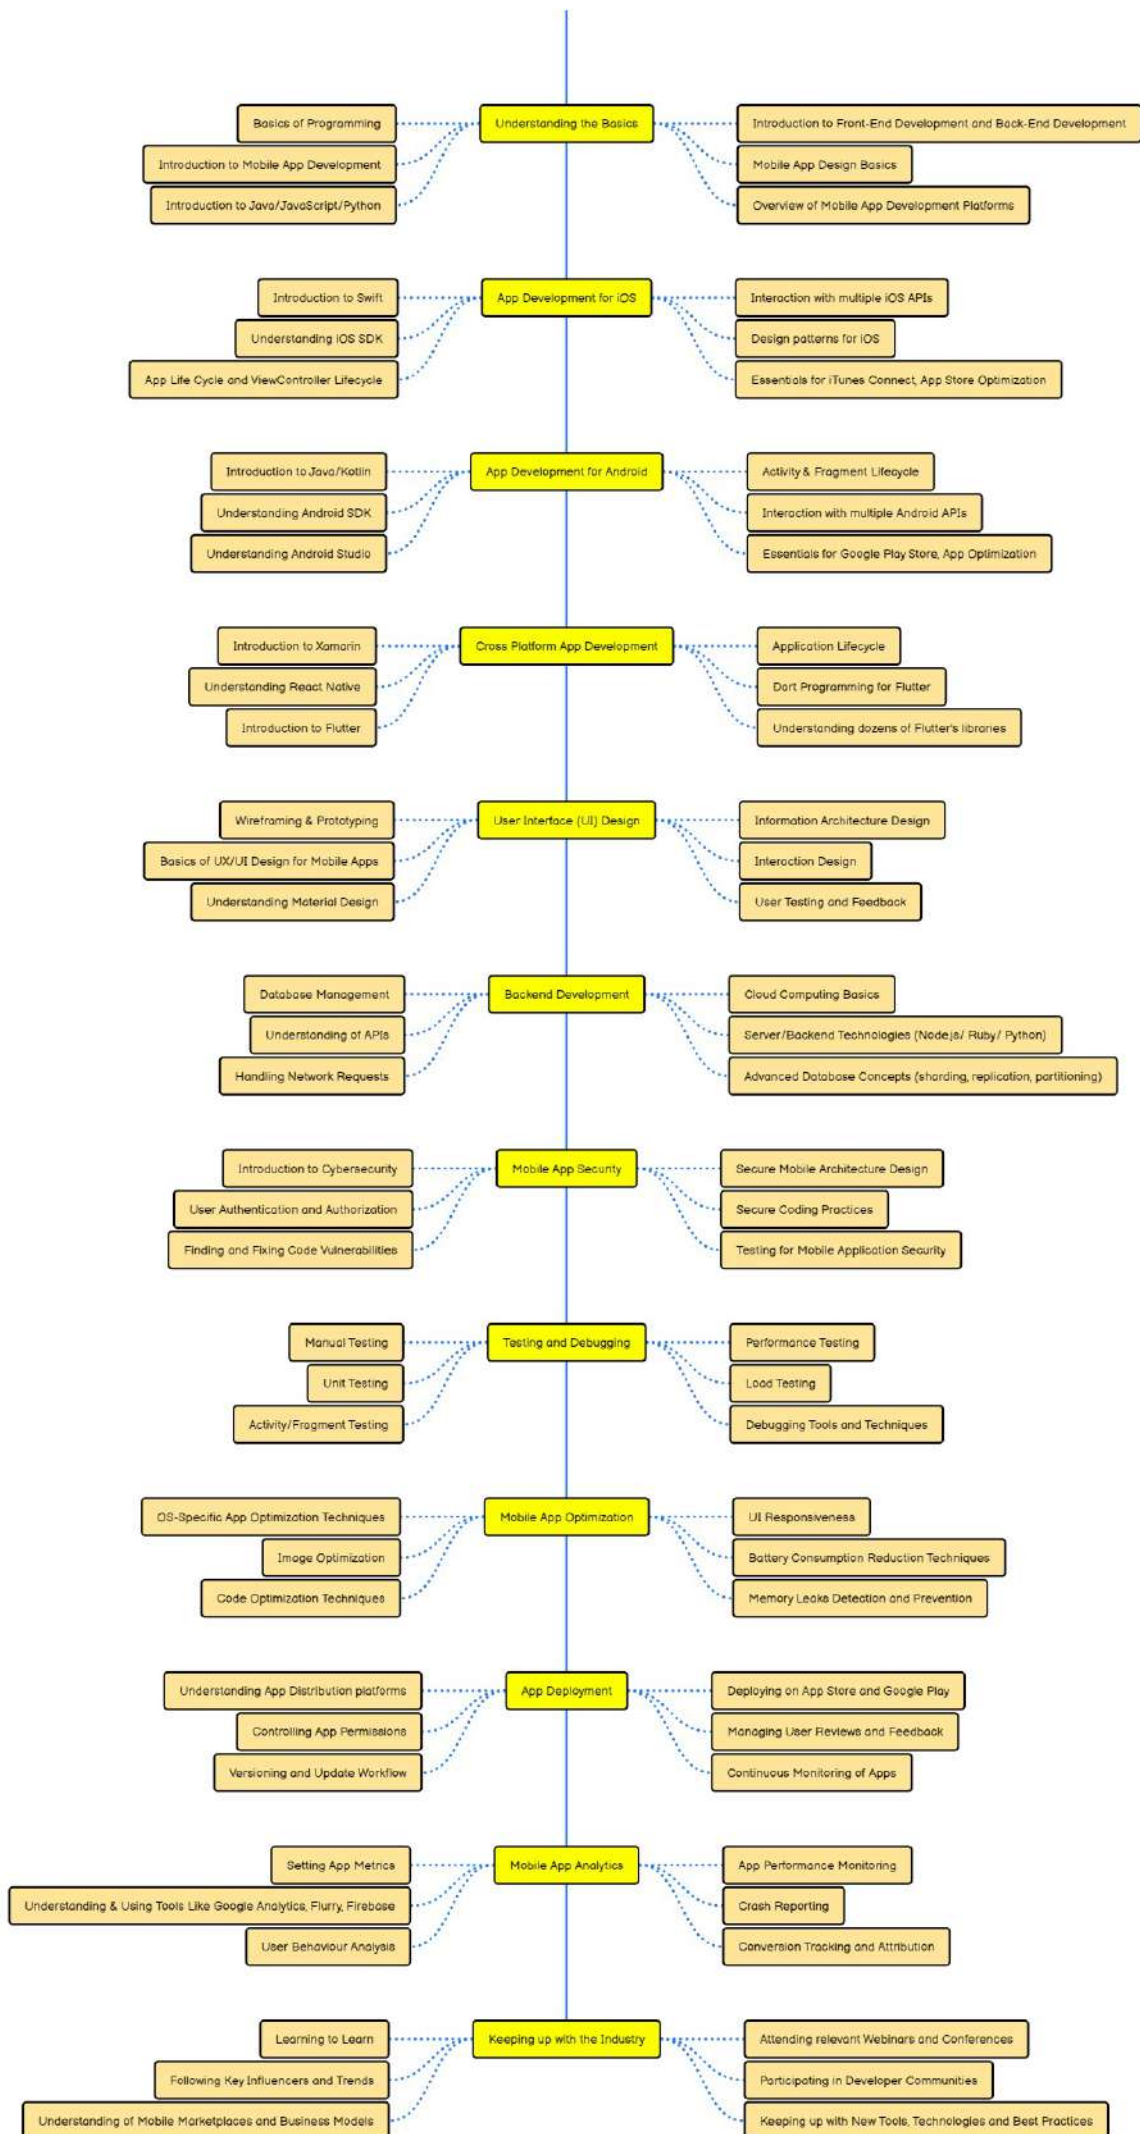 Basics of Programming
Understanding the Basics
Introduction to Front-End Development and Back-End Development
Introduction to Mobile App Development
Mobile App Design Basics
Introduction to Java/JavaScript/Python
Overview of Mobile App Development Platforms
Introduction to Swift
App Development for iOS
Interaction with multiple iOS APIs
Understanding iOS SDK
Design patterns for iOS
App Life Cycle and ViewController Lifecycle
Essentials for iTunes Connect, App Store Optimization
Introduction to Java/Kotlin
App Development for Android
Activity & Fragment Lifecycle
Understanding Android SDK
Interaction with multiple Android APIs
Understanding Android Studio
Essentials for Google Play Store, App Optimization
Introduction to Xamarin
Cross Platform App Development
Application Lifecycle
Understanding React Native
Dart Programming for Flutter
Introduction to Flutter
Understanding dozens of Flutter's libraries
Wireframing & Prototyping
User Interface (UI) Design
Information Architecture Design
Basics of UX/UI Design for Mobile Apps
Interaction Design
Understanding Material Design
User Testing and Feedback
Database Management
Backend Development
Cloud Computing Basics
Understanding of APIs
Server/Backend Technologies (Node.js/ Ruby/ Python)
Handling Network Requests
Advanced Database Concepts (sharding, replication, partitioning)
Introduction to Cybersecurity
Mobile App Security
Secure Mobile Architecture Design
User Authentication and Authorization
Secure Coding Practices
Finding and Fixing Code Vulnerabilities
Testing for Mobile Application Security
Manual Testing
Testing and Debugging
Performance Testing
Unit Testing
Load Testing
Activity/Fragment Testing
Debugging Tools and Techniques
OS-Specific App Optimization Techniques
Mobile App Optimization
UI Responsiveness
Image Optimization
Battery Consumption Reduction Techniques
Code Optimization Techniques
Memory Leaks Detection and Prevention
Understanding App Distribution platforms
App Deployment
Deploying on App Store and Google Play
Controlling App Permissions
Managing User Reviews and Feedback
Versioning and Update Workflow
Continuous Monitoring of Apps
Setting App Metrics
Mobile App Analytics
App Performance Monitoring
Understanding & Using Tools Like Google Analytics, Flurry, Firebase
Crash Reporting
User Behaviour Analysis
Conversion Tracking and Attribution
Learning to Learn
Keeping up with the Industry
Attending relevant Webinars and Conferences
Following Key Influencers and Trends
Participating in Developer Communities
Understanding of Mobile Marketplaces and Business Models
Keeping up with New Tools, Technologies and Best Practices